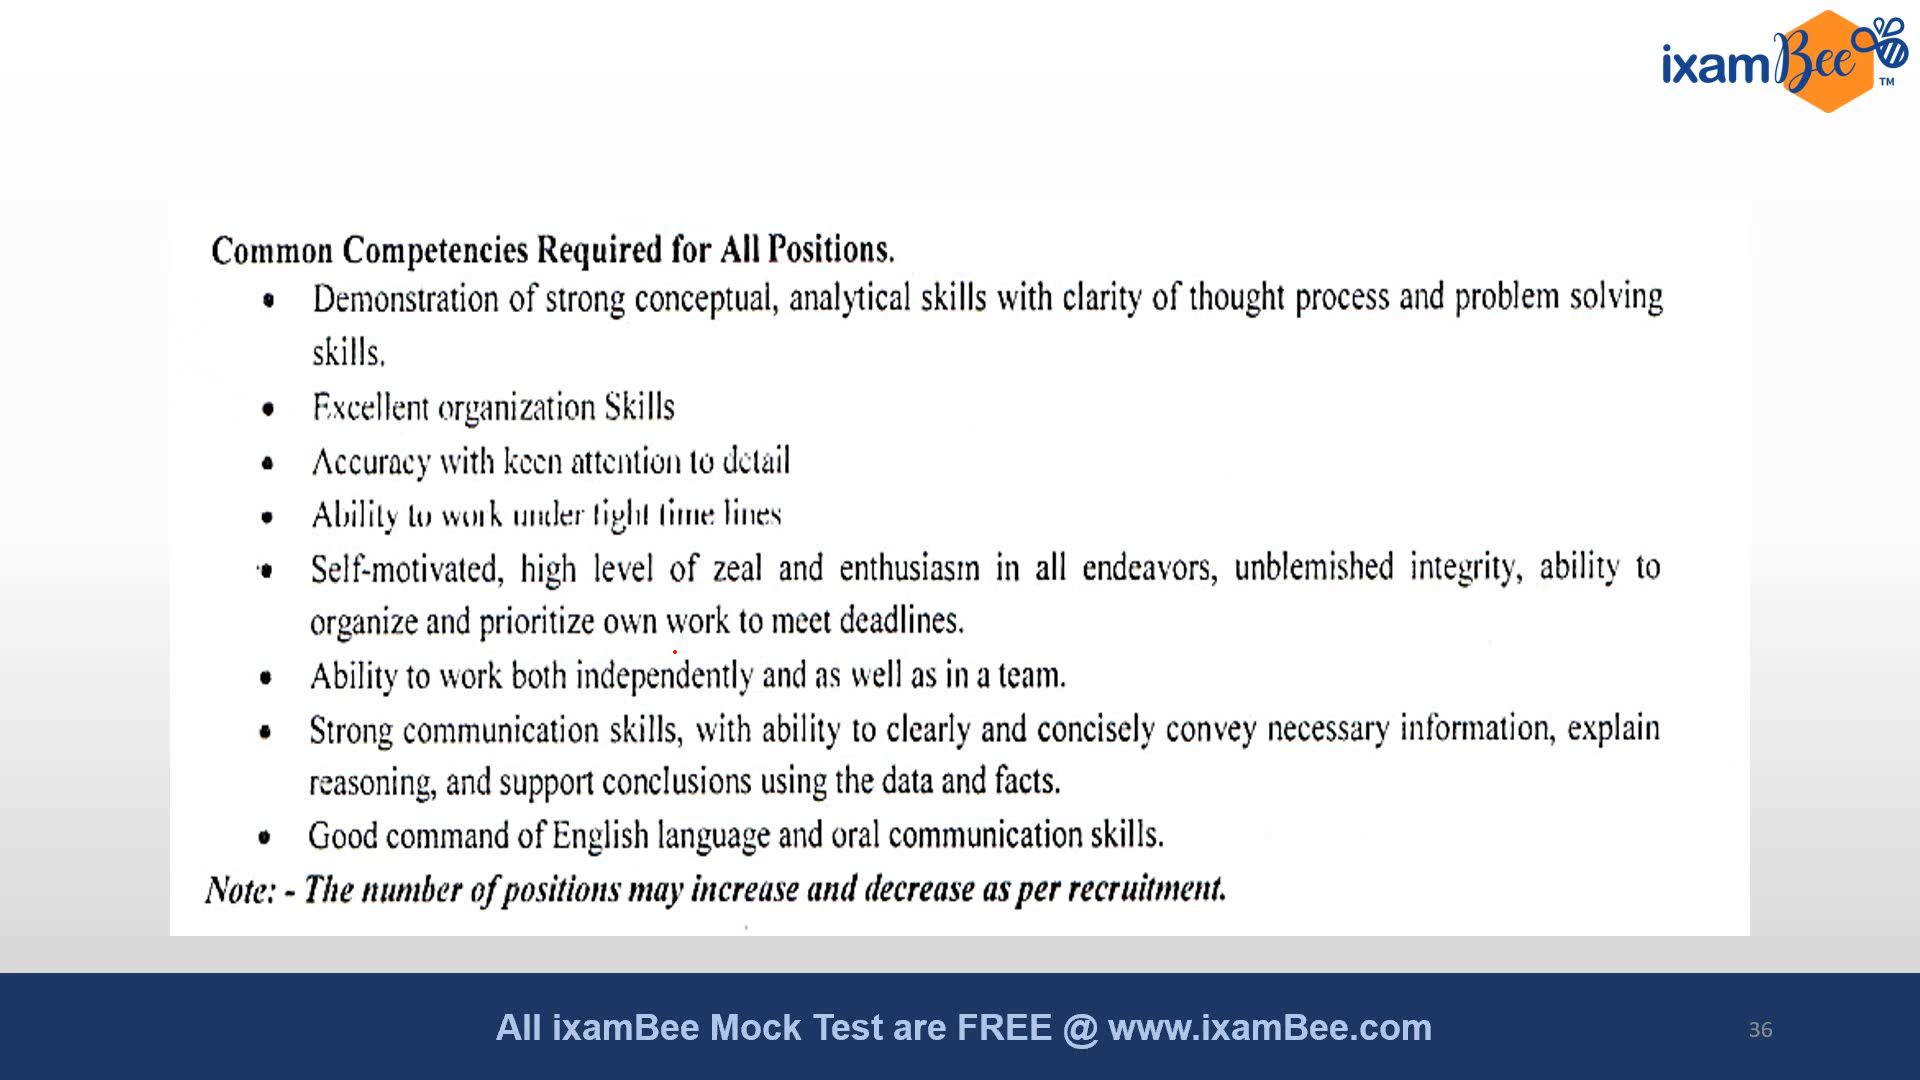 ixamBee TM
Common Competencies Required for All Positions.
• Demonstration of strong conceptual, analytical skills with clarity of thought process and problem solving
skills.
• Excellent organization Skills
• Accuracy with keen attention to detail
• Ability to work under tight time lines
• Self-motivated, high level of zeal and enthusiasm in all endeavors, unblemished integrity, ability to
organize and prioritize own work to meet deadlines.
• Ability to work both independently and as well as in a team.
• Strong communication skills, with ability to clearly and concisely convey necessary information, explain
reasoning, and support conclusions using the data and facts.
• Good command of English language and oral communication skills.
Note: - The number of positions may increase and decrease as per recruitment.
All ixamBee Mock Test are FREE @ www.ixamBee.com
36